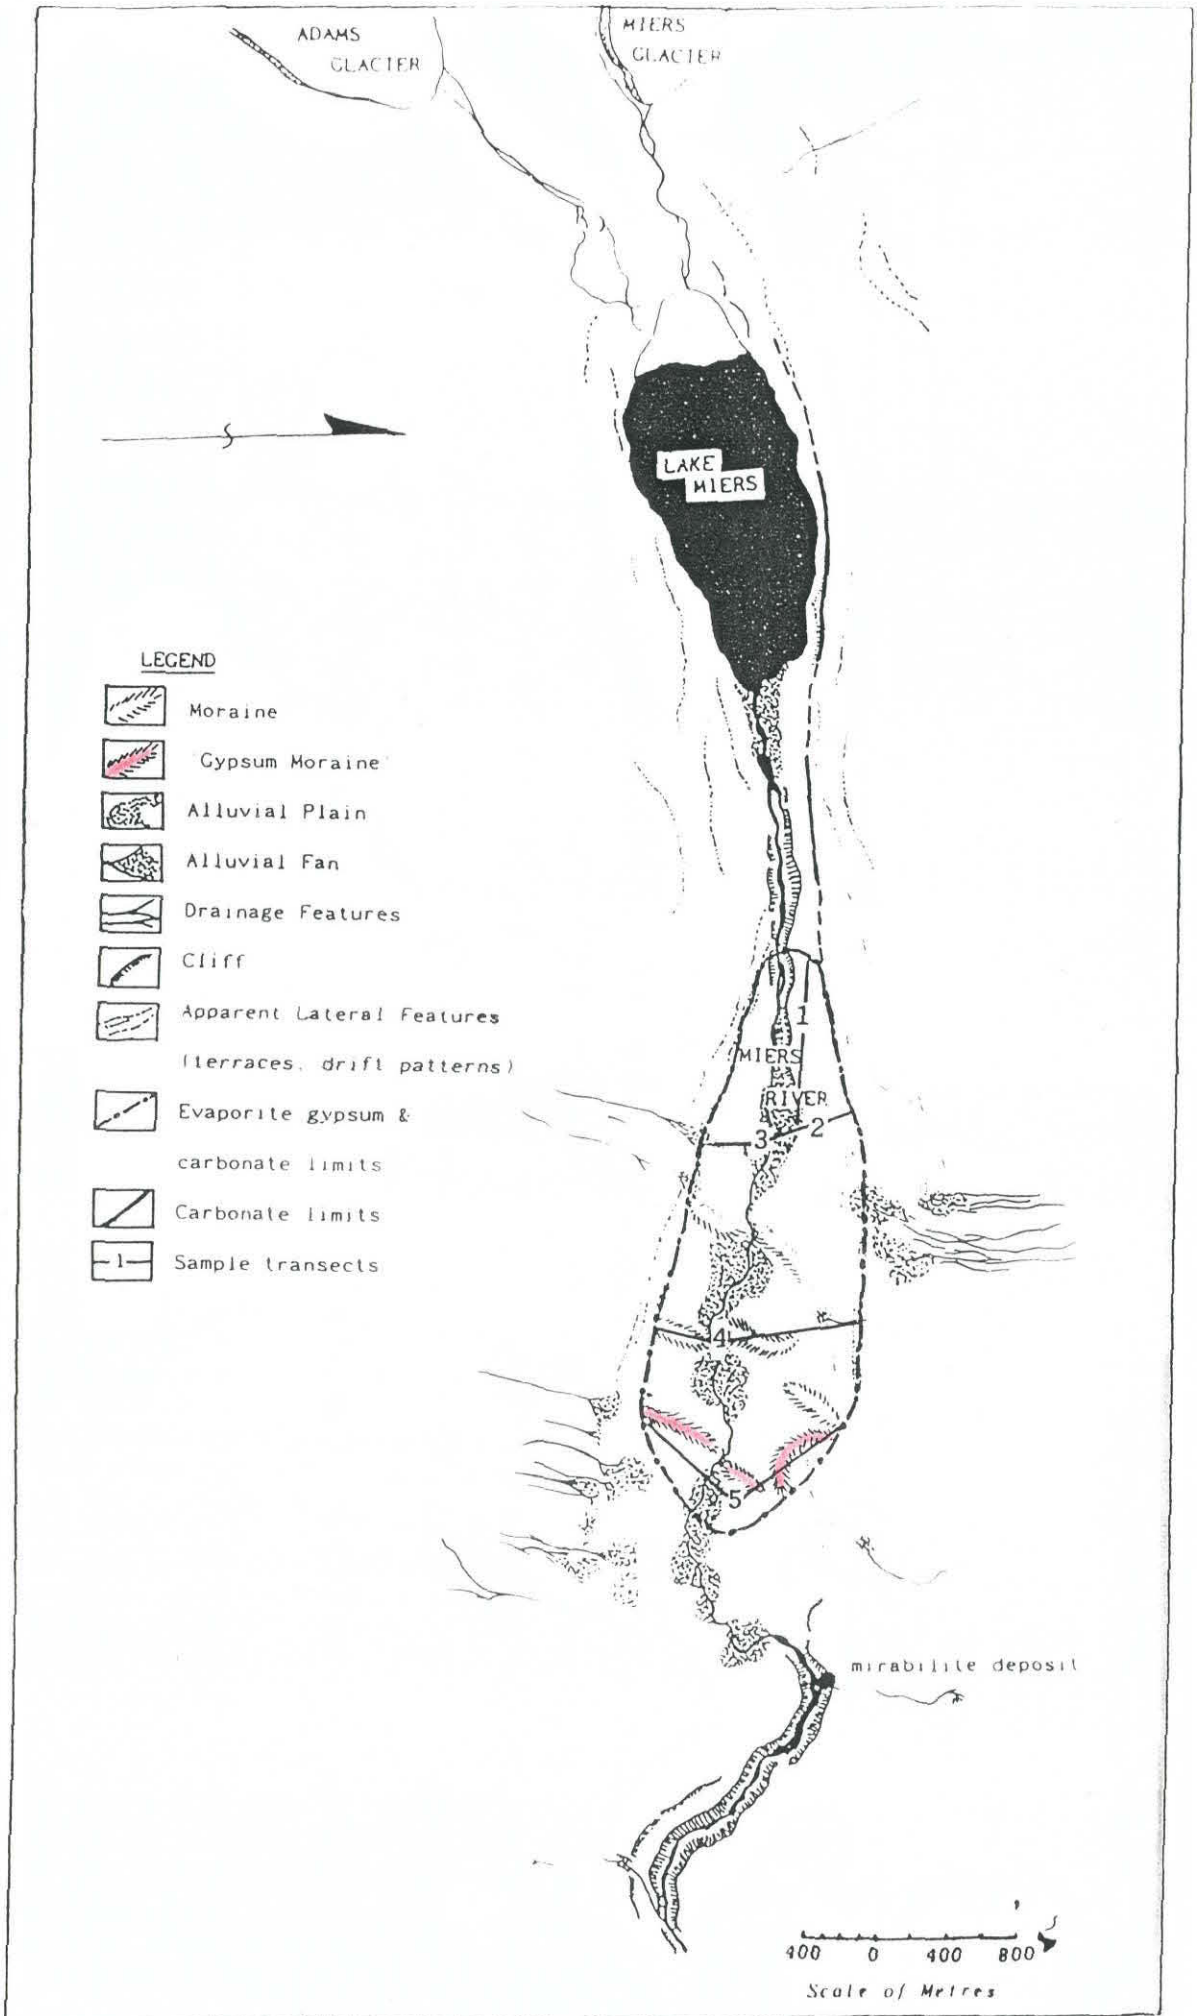 ADAMS
GLACIER
MIERS
GLACIER
LAKE
MIERS
LEGEND
Moraine
Gypsum Moraine
Alluvial Plain
Alluvial Fan
Drainage Features
Cliff
Apparent Lateral Features
(terraces, drift patterns)
Evaporite gypsum &
carbonate limits
Carbonate limits
1
Sample transects
1
MIERS
RIVER
2
3
4
5
mirabilite deposit
400 0 400 800
Scale of Metres